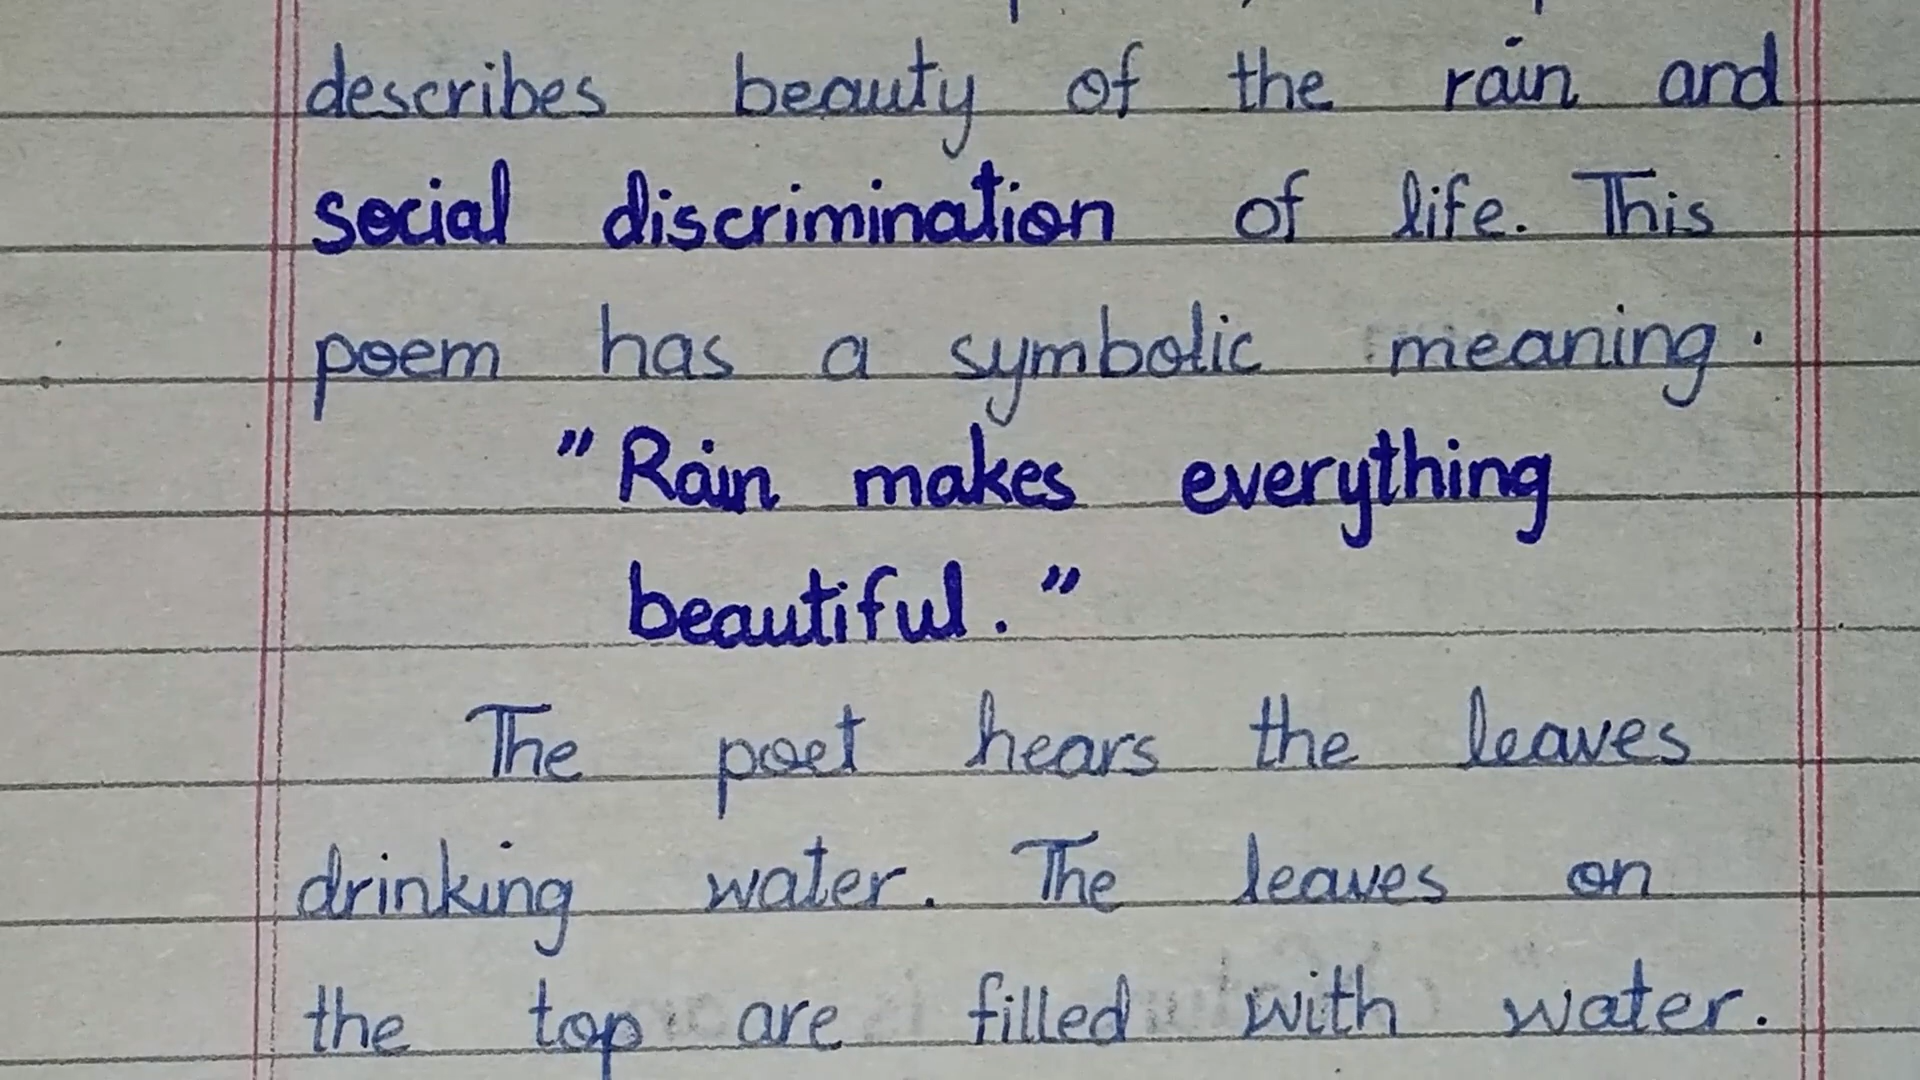 describes beauty of the rain and
social discrimination of life. This
poem has a symbolic meaning.
"Rain makes everything
beautiful."
The poet hears the leaves
drinking water. The leaves on
the top are filled with water.